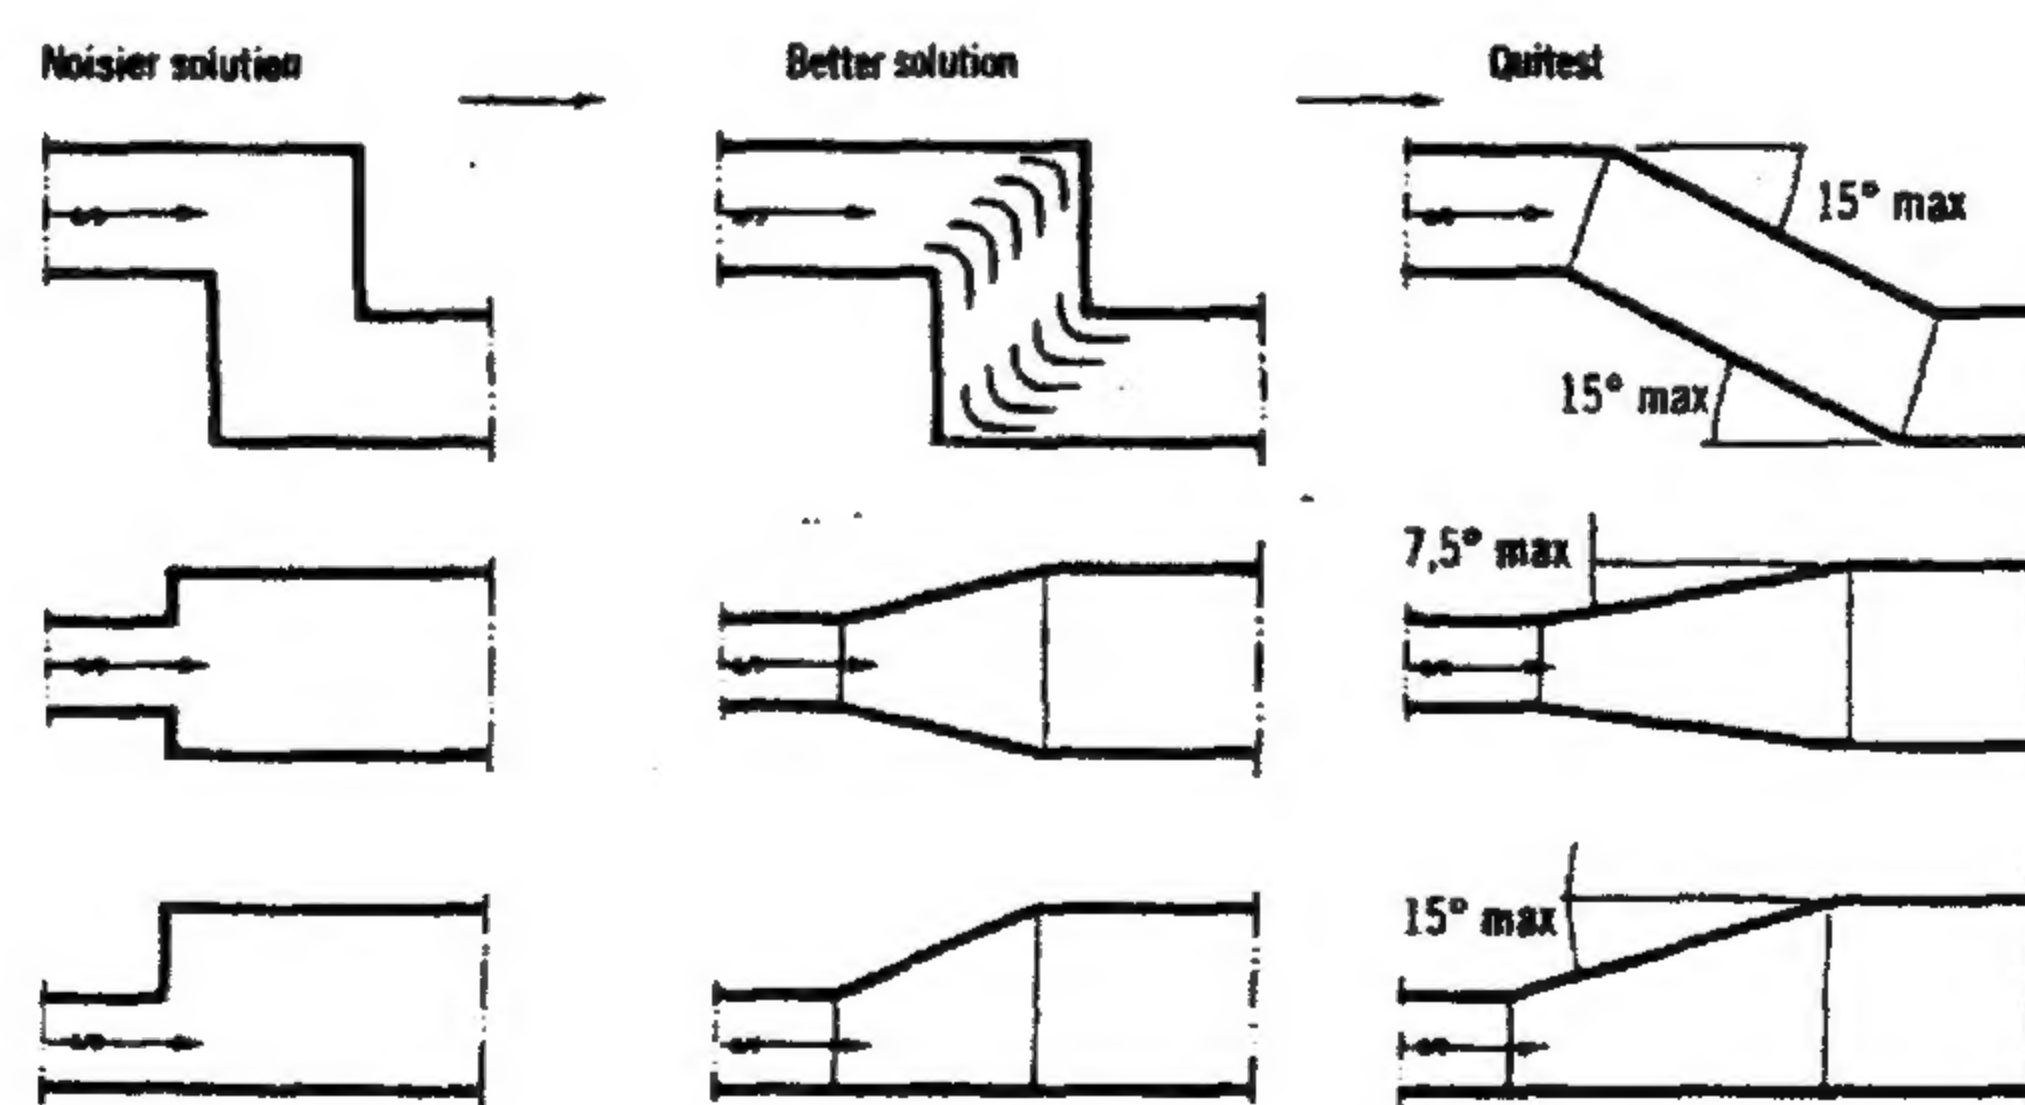 Noisier solution
Better solution
Quitest
15° max
15° max
7,5° max
15° max